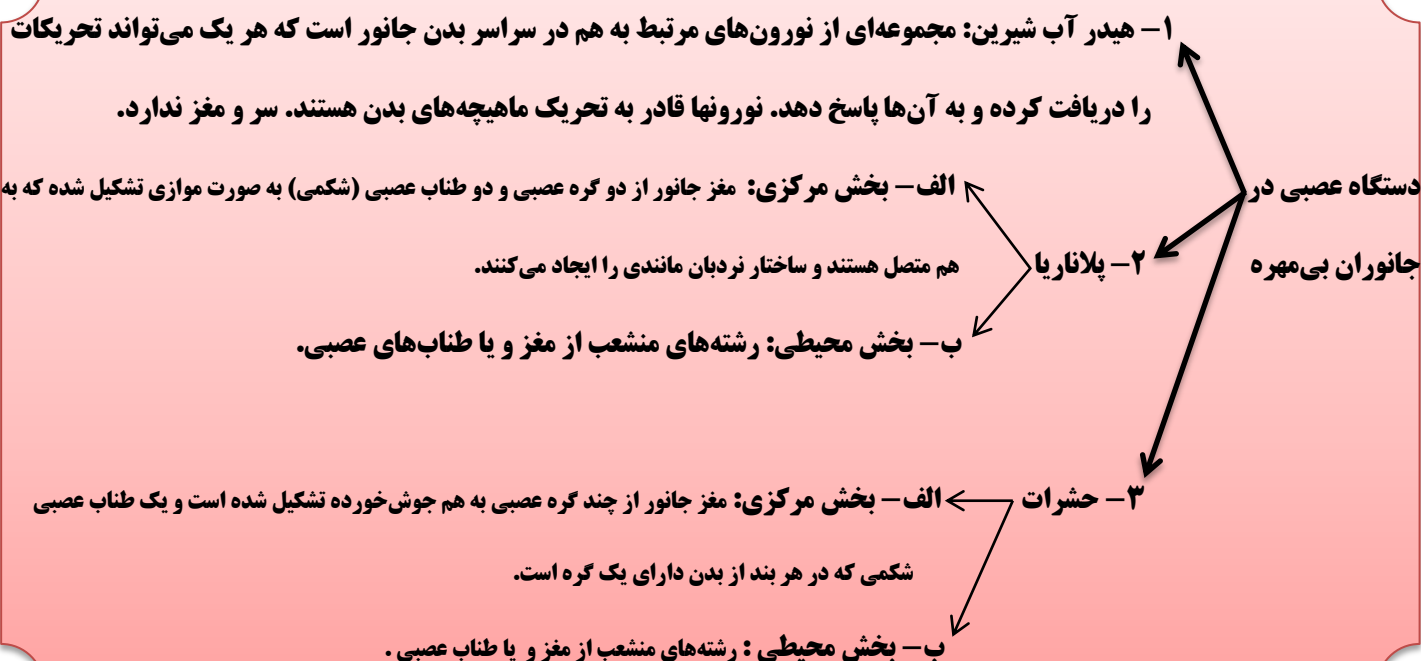 ۱– هیدر آب شیرین: مجموعه‌ای از نورون‌های مرتبط به هم در سراسر بدن جانور است که هر یک می‌تواند تحریکات
را دریافت کرده و به آن‌ها پاسخ دهد. نورونها قادر به تحریک ماهیچه‌های بدن هستند. سر و مغز ندارد.
دستگاه عصبی در
جانوران بی‌مهره
۲– پلاناریا
الف– بخش مرکزی: مغز جانور از دو گره عصبی و دو طناب عصبی (شکمی) به صورت موازی تشکیل شده که به
هم متصل هستند و ساختار نردبان مانندی را ایجاد می‌کنند.
ب– بخش محیطی: رشته‌های منشعب از مغز و یا طناب‌های عصبی.
۳– حشرات
الف– بخش مرکزی: مغز جانور از چند گره عصبی به هم جوش‌خورده تشکیل شده است و یک طناب عصبی
شکمی که در هر بند از بدن دارای یک گره است.
ب– بخش محیطی : رشته‌های منشعب از مغز و یا طناب عصبی .